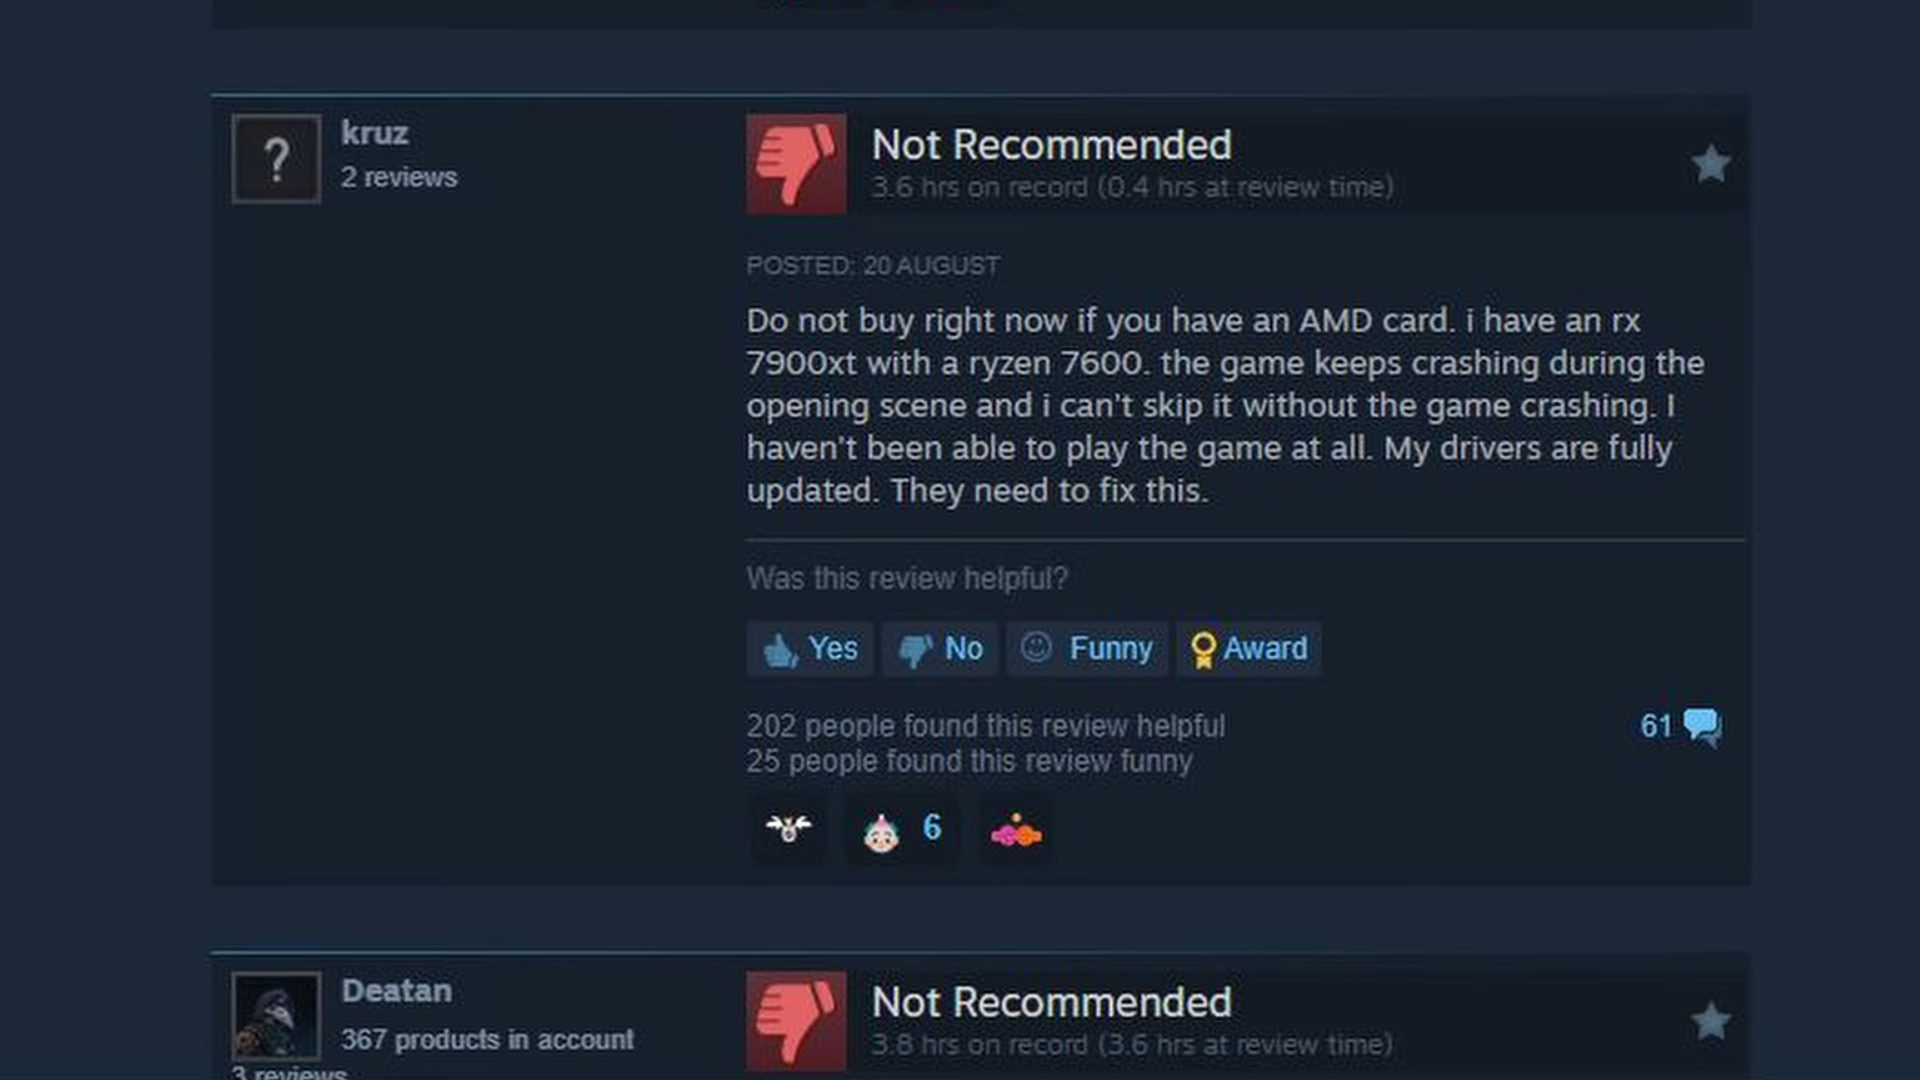 kruz
2 reviews
Not Recommended
3.6 hrs on record (0.4 hrs at review time)
POSTED: 20 AUGUST
Do not buy right now if you have an AMD card. i have an rx
7900xt with a ryzen 7600. the game keeps crashing during the
opening scene and i can't skip it without the game crashing. I
haven't been able to play the game at all. My drivers are fully
updated. They need to fix this.
Was this review helpful?
Yes No Funny Award
202 people found this review helpful
61
25 people found this review funny
6
Deatan
367 products in account
3 reviews
Not Recommended
3.8 hrs on record (3.6 hrs at review time)